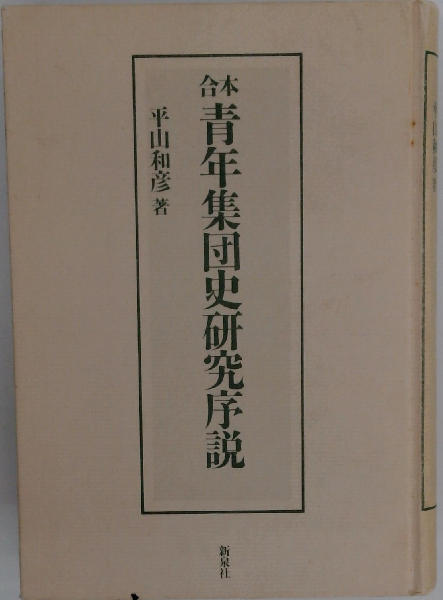 合本
青年集団史研究序説
平山和彦 著
新泉社